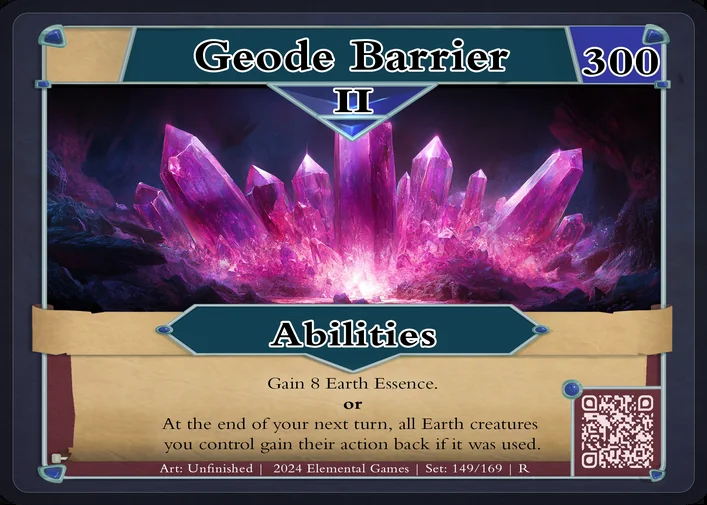 Geode Barrier
300
II
Abilities
Gain 8 Earth Essence.
or
At the end of your next turn, all Earth creatures
you control gain their action back if it was used.
Art: Unfinished | 2024 Elemental Games | Set: 149/169 | R